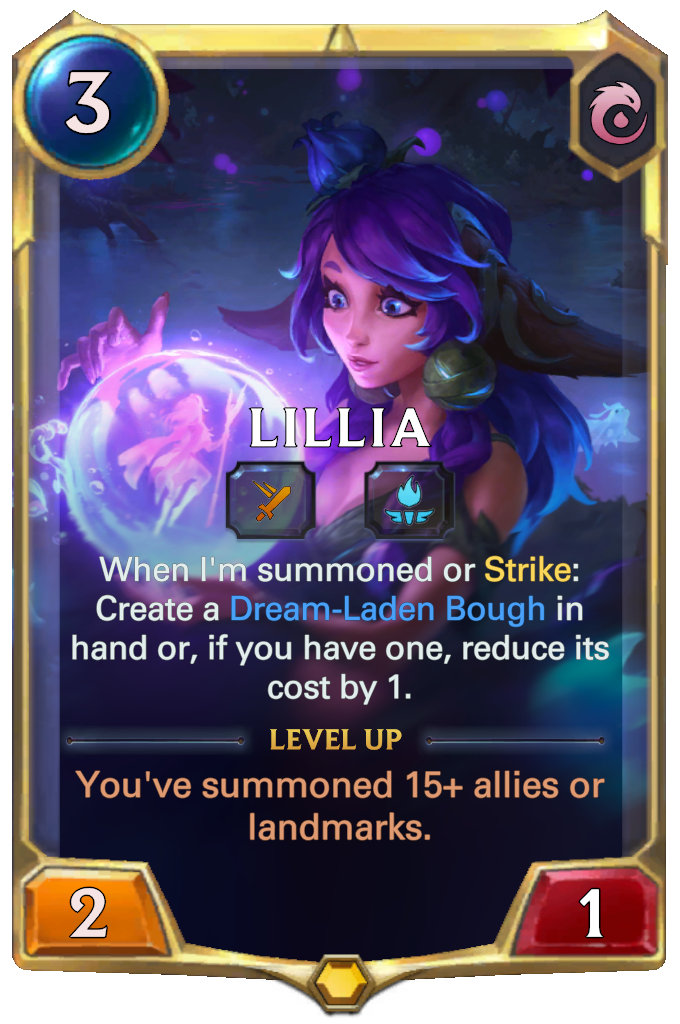 3
LILLIA
When I'm summoned or Strike:
Create a Dream-Laden Bough in
hand or, if you have one, reduce its
cost by 1.
LEVEL UP
You've summoned 15+ allies or
landmarks.
2
1